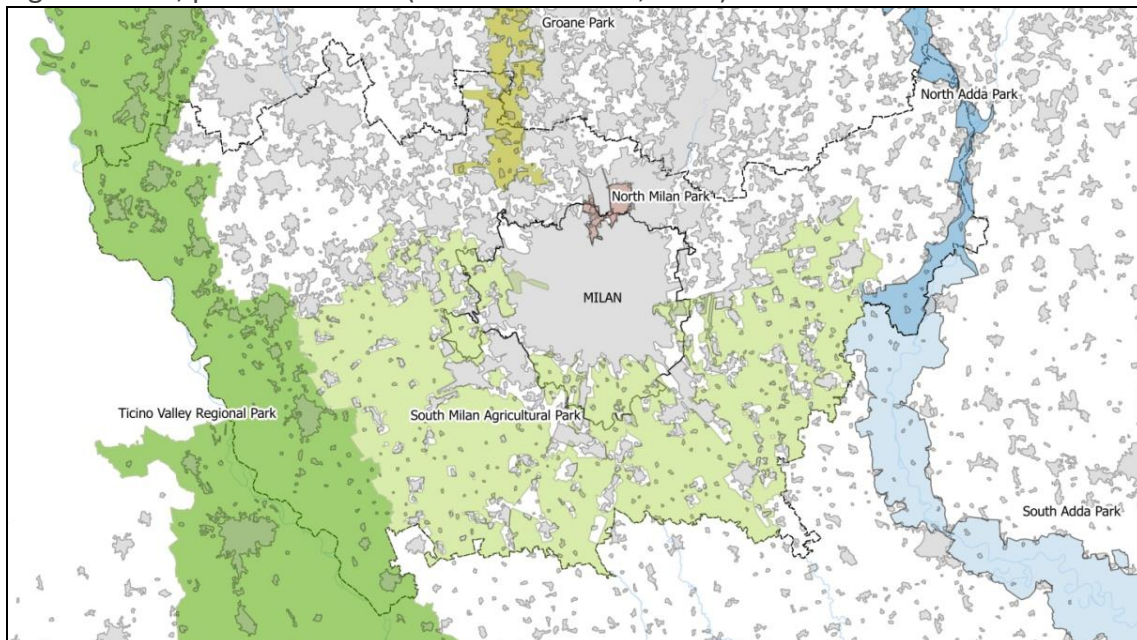 Groane Park
North Adda Park
North Milan Park
MILAN
Ticino Valley Regional Park
South Milan Agricultural Park
South Adda Park